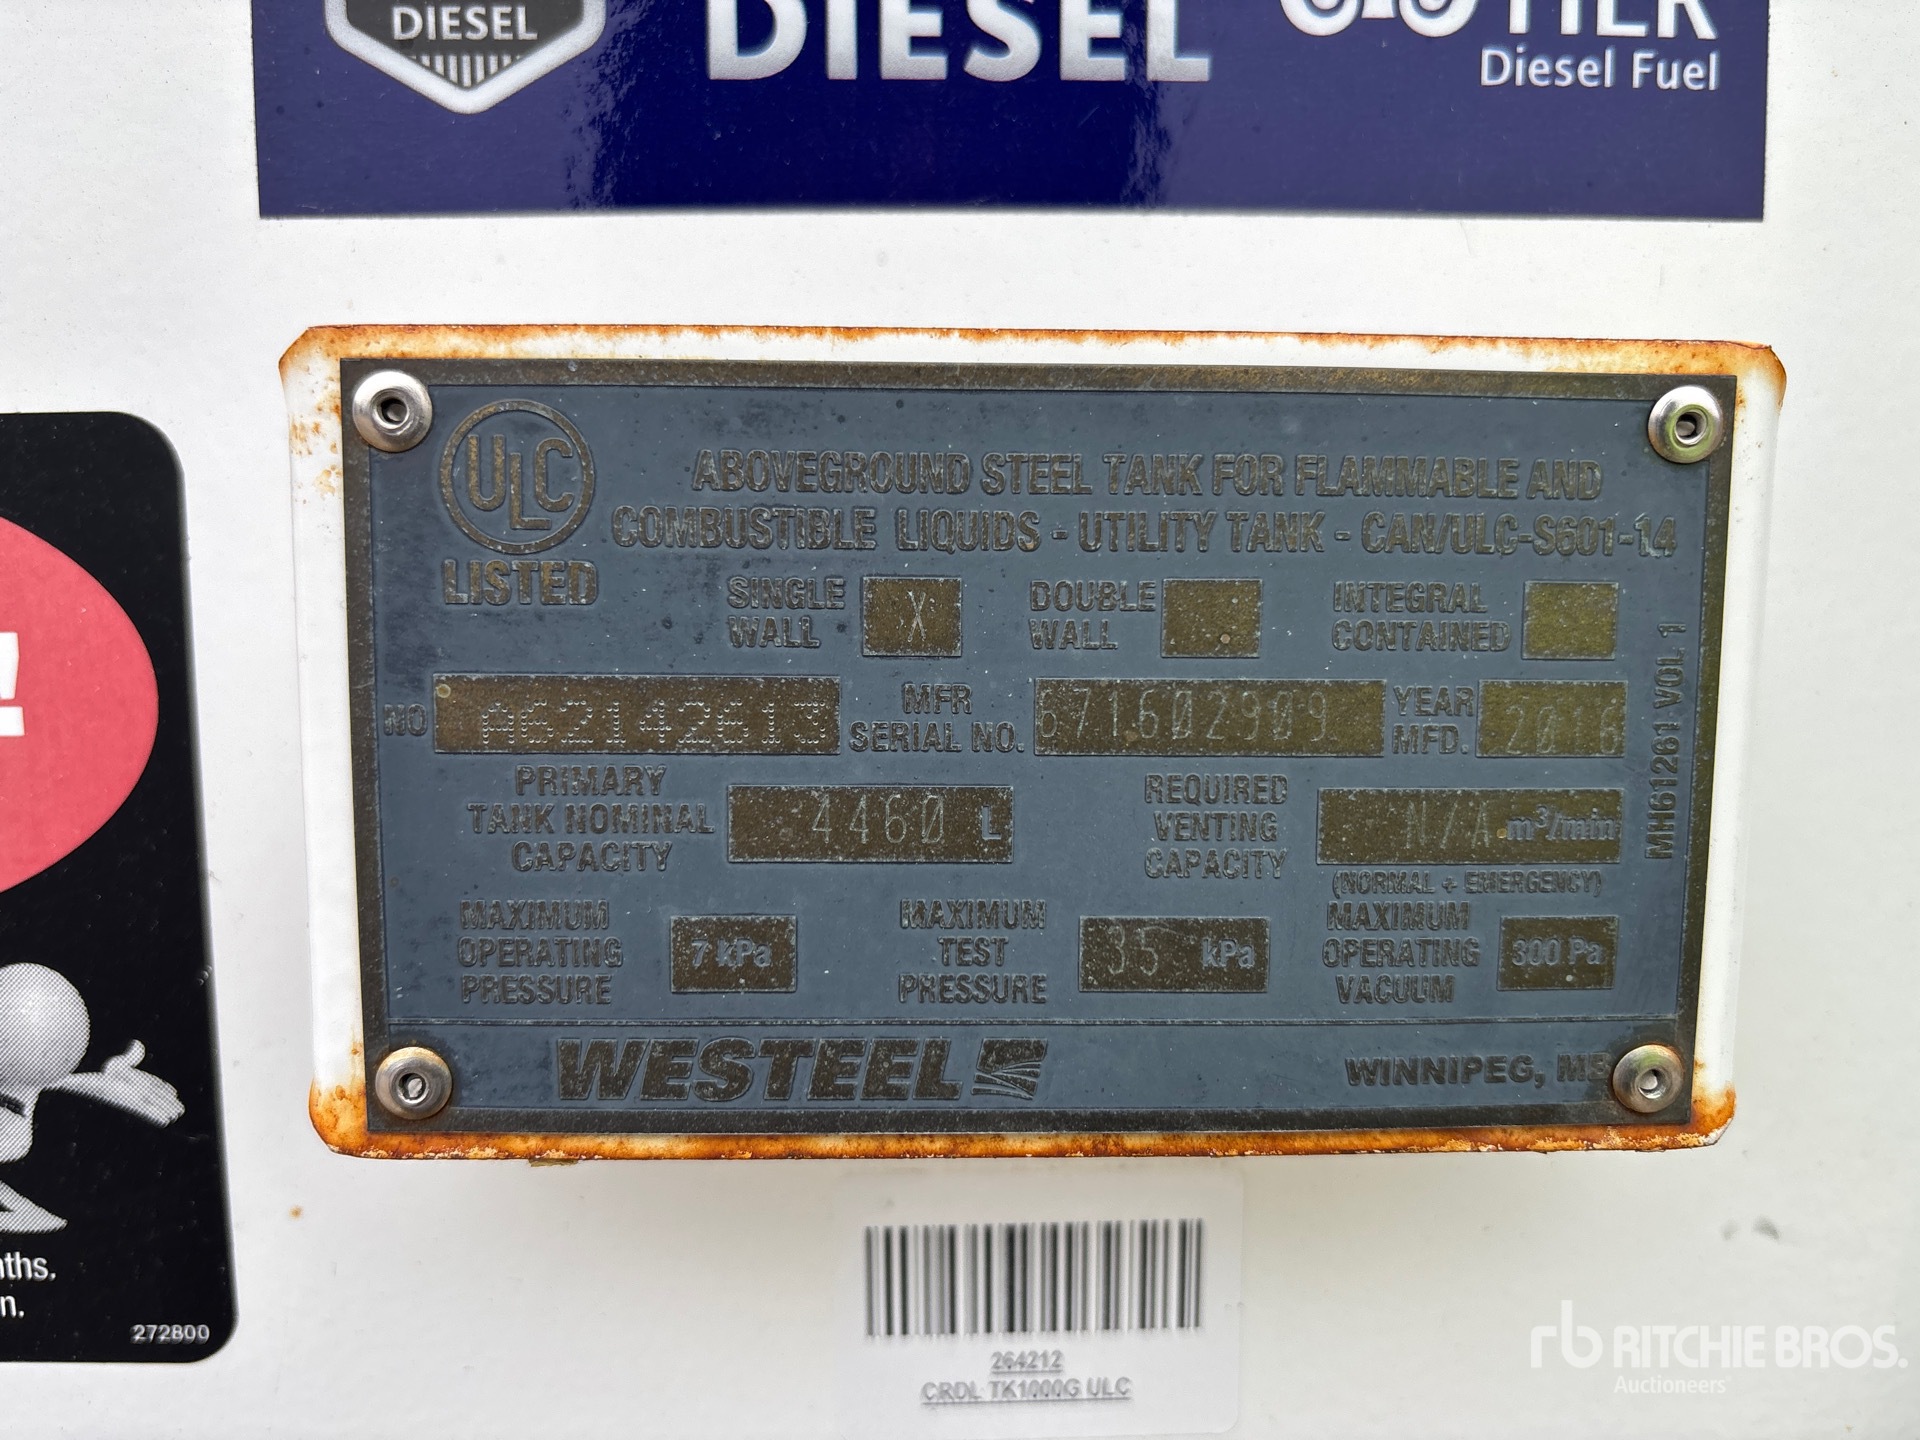 DIESEL
DIESEL
Diesel Fuel
!
ULC
LISTED
ABOVEGROUND STEEL TANK FOR FLAMMABLE AND
COMBUSTIBLE LIQUIDS - UTILITY TANK - CAN/ULC-S601-14
SINGLE WALL X
DOUBLE WALL
INTEGRAL CONTAINED
NO A62142613
MFR SERIAL NO. 671602909
YEAR MFD. 2016
PRIMARY TANK NOMINAL CAPACITY 4460 L
REQUIRED VENTING CAPACITY N/A m³/min
(NORMAL + EMERGENCY)
MAXIMUM OPERATING PRESSURE 7 kPa
MAXIMUM TEST PRESSURE 35 kPa
MAXIMUM OPERATING VACUUM 300 Pa
MH61261 VOL 1
WESTEEL
WINNIPEG, MB
272800
264212
CRDL TK1000G ULC
rb RITCHIE BROS.
Auctioneers